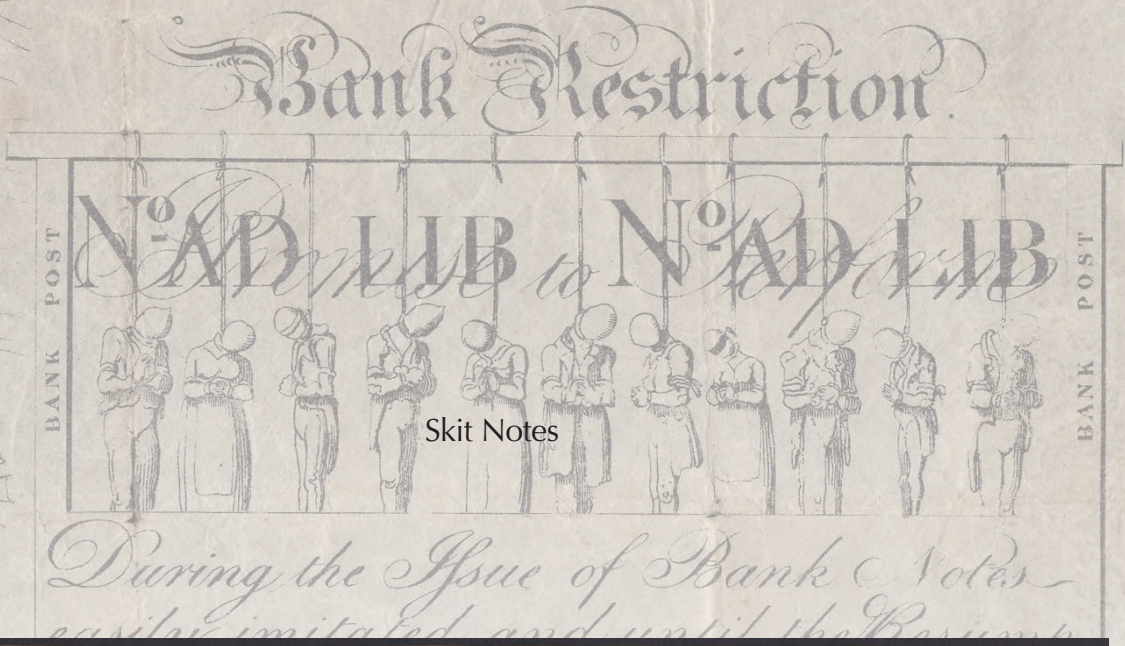 Bank Restriction.
BANK POST
Nº AD LIB Nº AD LIB
Promise to Perform
BANK POST
Skit Notes
During the Issue of Bank Notes
easily imitated, and until the Resump